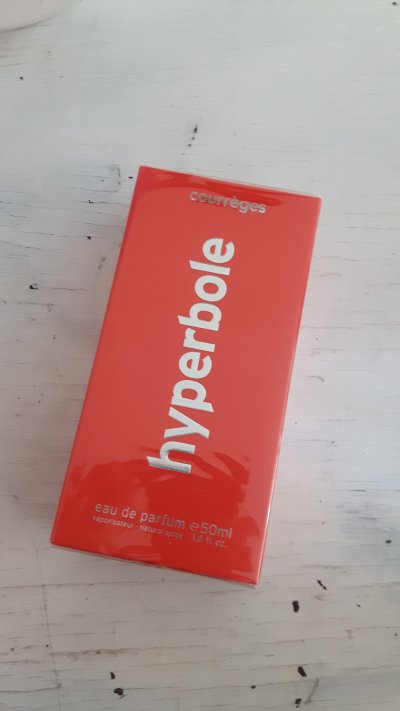 courrèges
hyperbole
eau de parfum ℮50ml
vaporisateur - natural spray 1.6 fl. oz.